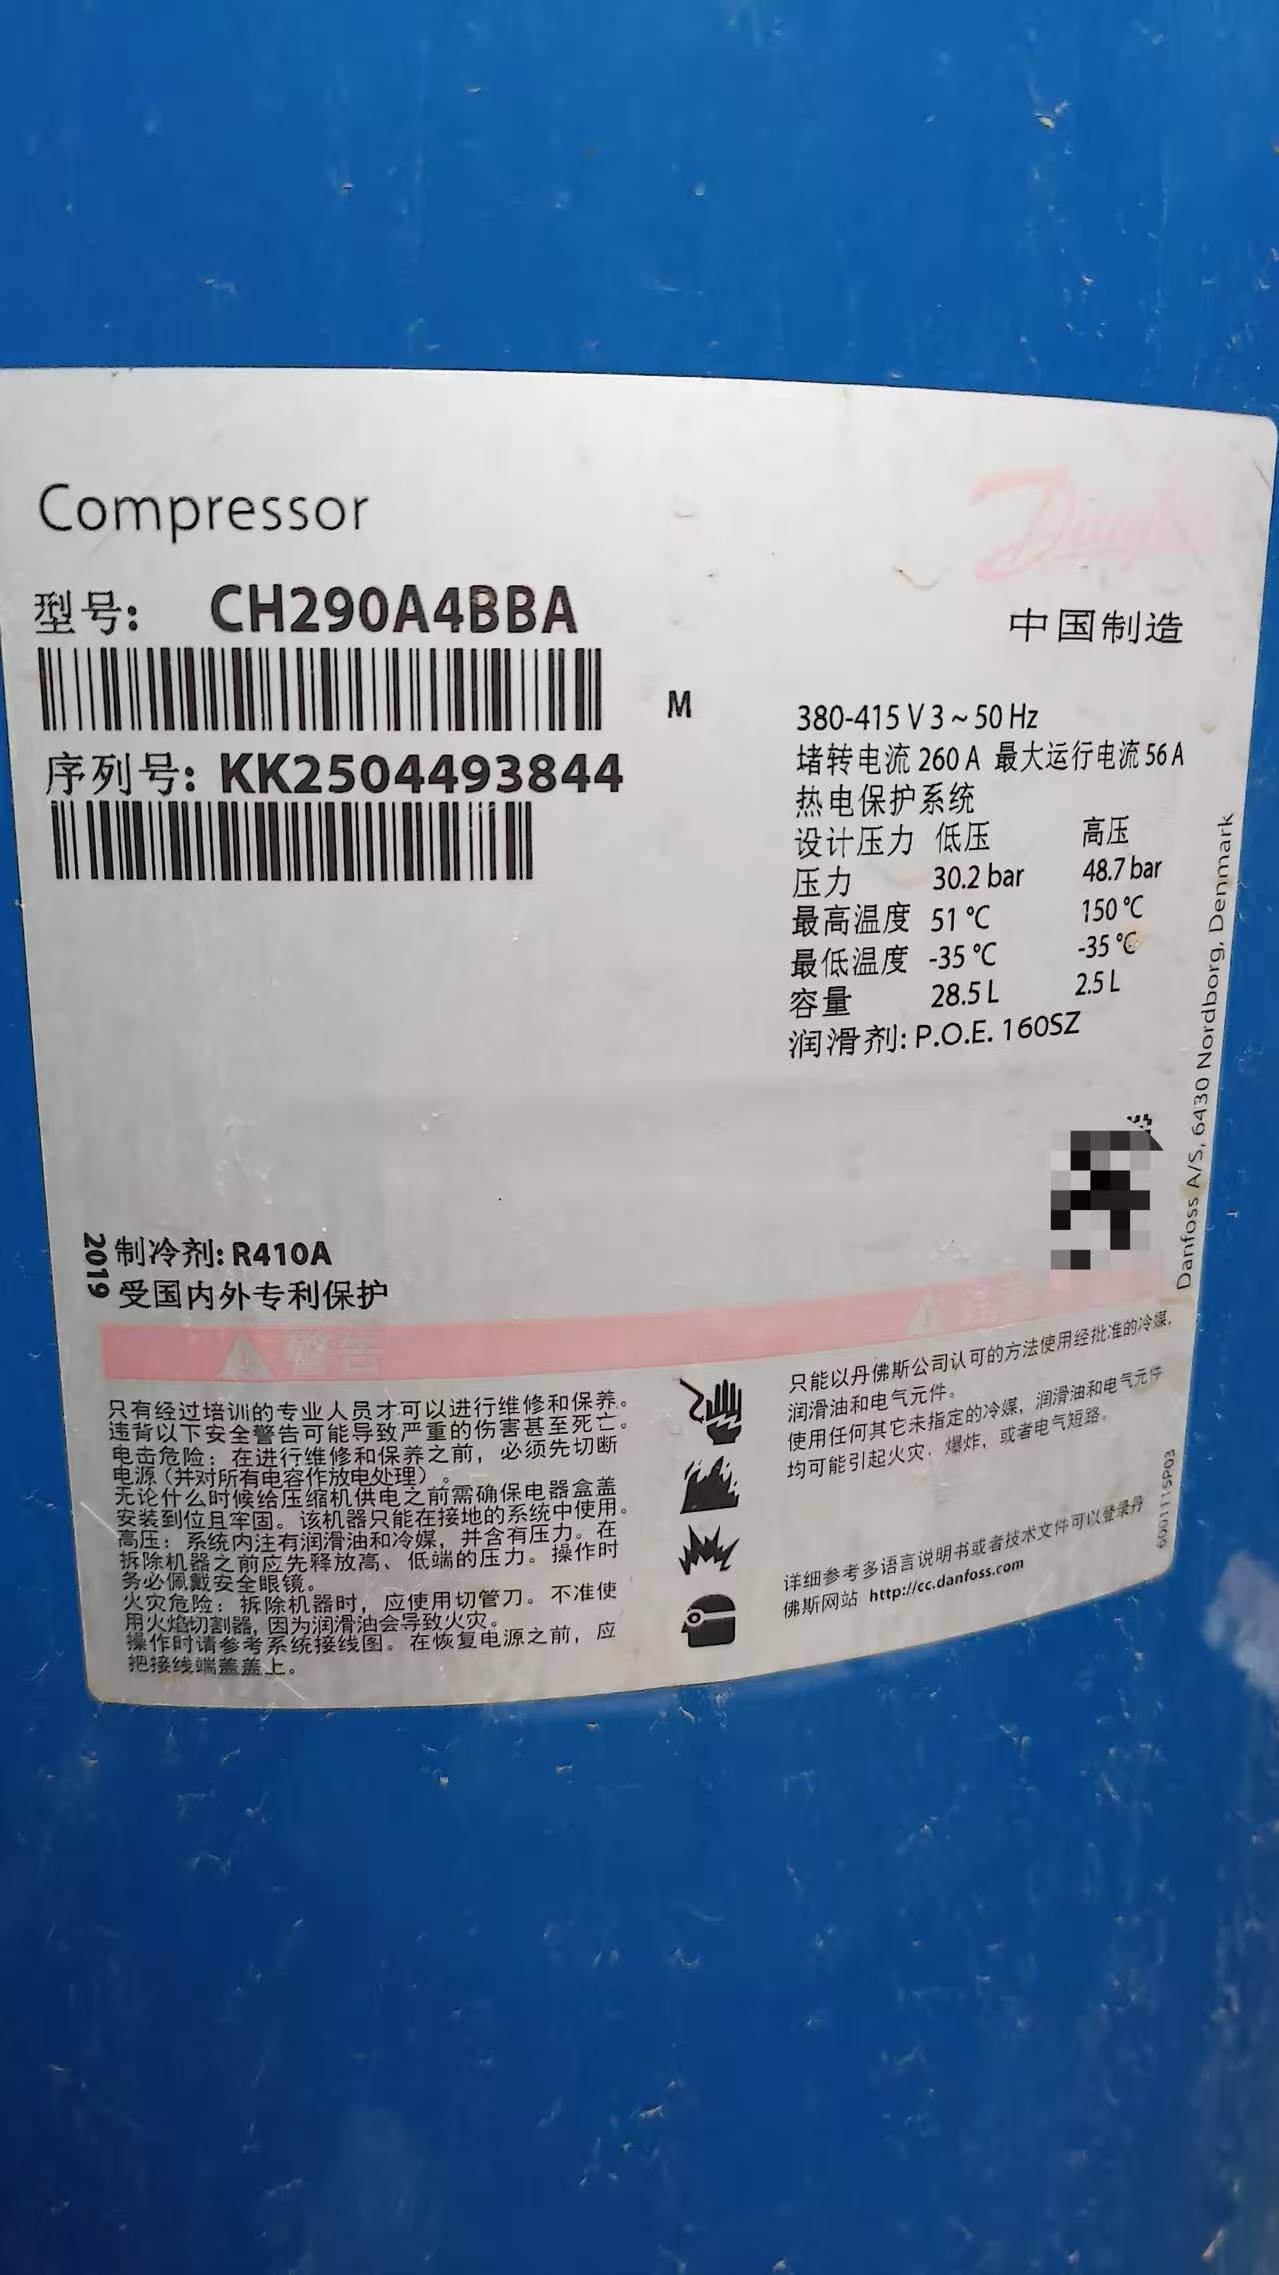 Compressor
Danfoss
型号: CH290A4BBA
中国制造
M
序列号: KK2504493844
380-415 V 3 ~ 50 Hz
堵转电流 260 A 最大运行电流 56 A
热电保护系统
设计压力 低压 高压
压力 30.2 bar 48.7 bar
最高温度 51 °C 150 °C
最低温度 -35 °C -35 °C
容量 28.5 L 2.5 L
润滑剂: P.O.E. 160SZ
Danfoss A/S, 6430 Nordborg, Denmark
2019
制冷剂: R410A
受国内外专利保护
警告
只有经过培训的专业人员才可以进行维修和保养。
违背以下安全警告可能导致严重的伤害甚至死亡。
电击危险: 在进行维修和保养之前, 必须先切断
电源 (并对所有电容作放电处理) 。
无论什么时候给压缩机供电之前需确保电器盒盖
安装到位且牢固。该机器只能在接地的系统中使用。
高压: 系统内注有润滑油和冷媒, 并含有压力。在
拆除机器之前应先释放高、低端的压力。操作时
务必佩戴安全眼镜。
火灾危险: 拆除机器时, 应使用切管刀。不准使
用火焰切割器, 因为润滑油会导致火灾。
操作时请参考系统接线图。在恢复电源之前, 应
把接线端盖盖上。
只能以丹佛斯公司认可的方法使用经批准的冷媒,
润滑油和电气元件。
使用任何其它未指定的冷媒, 润滑油和电气元件
均可能引起火灾、爆炸, 或者电气短路。
详细参考多语言说明书或者技术文件可以登录丹
佛斯网站 http://cc.danfoss.com